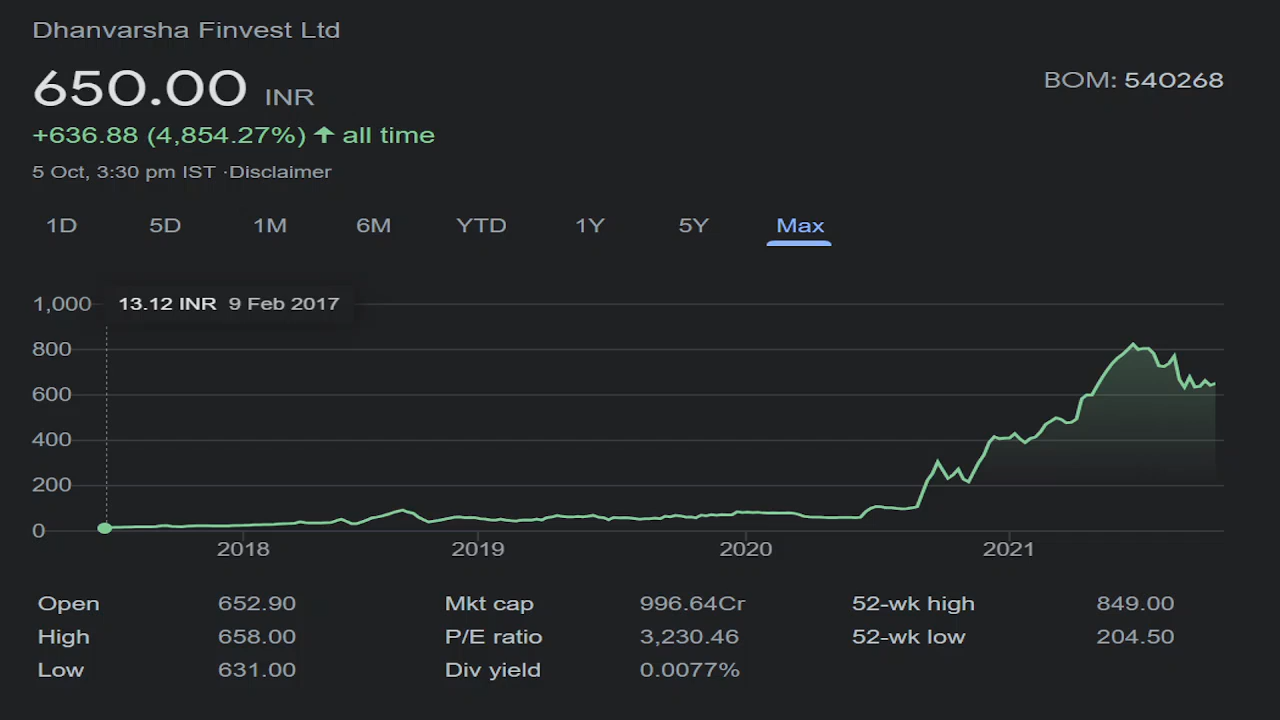 Dhanvarsha Finvest Ltd
650.00 INR
BOM: 540268
+636.88 (4,854.27%) ↑ all time
5 Oct, 3:30 pm IST ·Disclaimer
1D 5D 1M 6M YTD 1Y 5Y Max
1,000 13.12 INR 9 Feb 2017
800
600
400
200
0
2018 2019 2020 2021
Open 652.90 Mkt cap 996.64Cr 52-wk high 849.00
High 658.00 P/E ratio 3,230.46 52-wk low 204.50
Low 631.00 Div yield 0.0077%